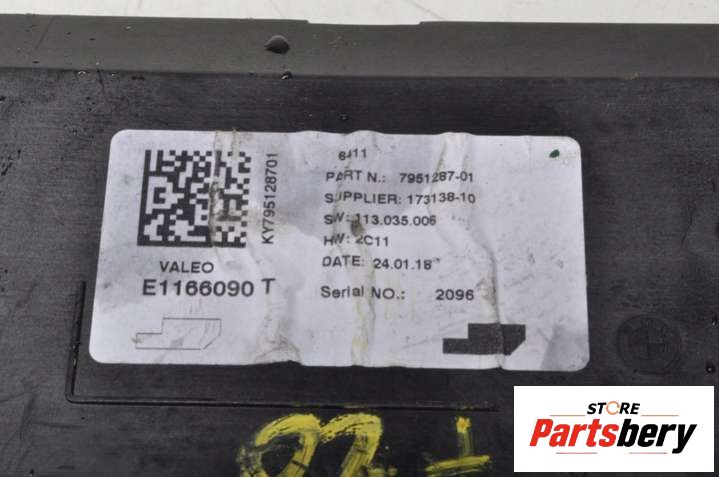 KY795128701
VALEO
E1166090 T
6411
PART N.: 7951287-01
SUPPLIER: 173138-10
SW: 113.035.006
HW: 2C11
DATE: 24.01.18
Serial NO.: 2096
STORE
Partsbery